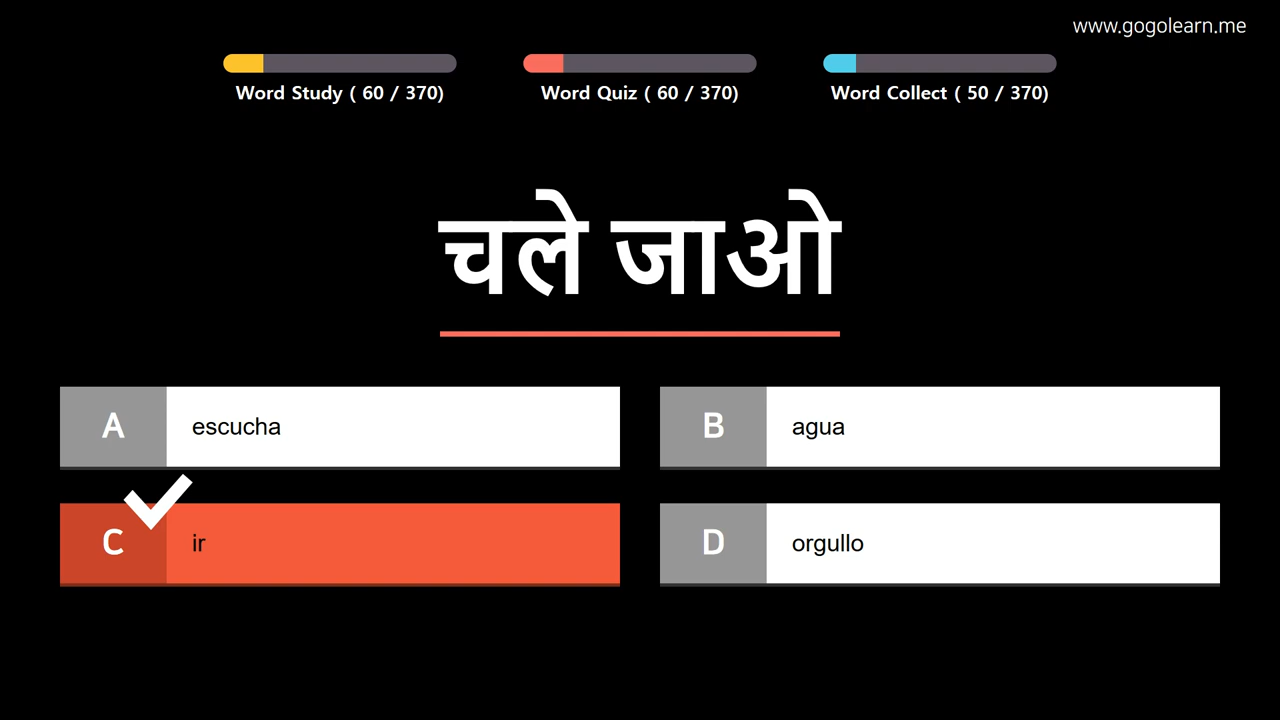 www.gogolearn.me
Word Study ( 60 / 370)
Word Quiz ( 60 / 370)
Word Collect ( 50 / 370)
चले जाओ
A
escucha
B
agua
C
ir
D
orgullo